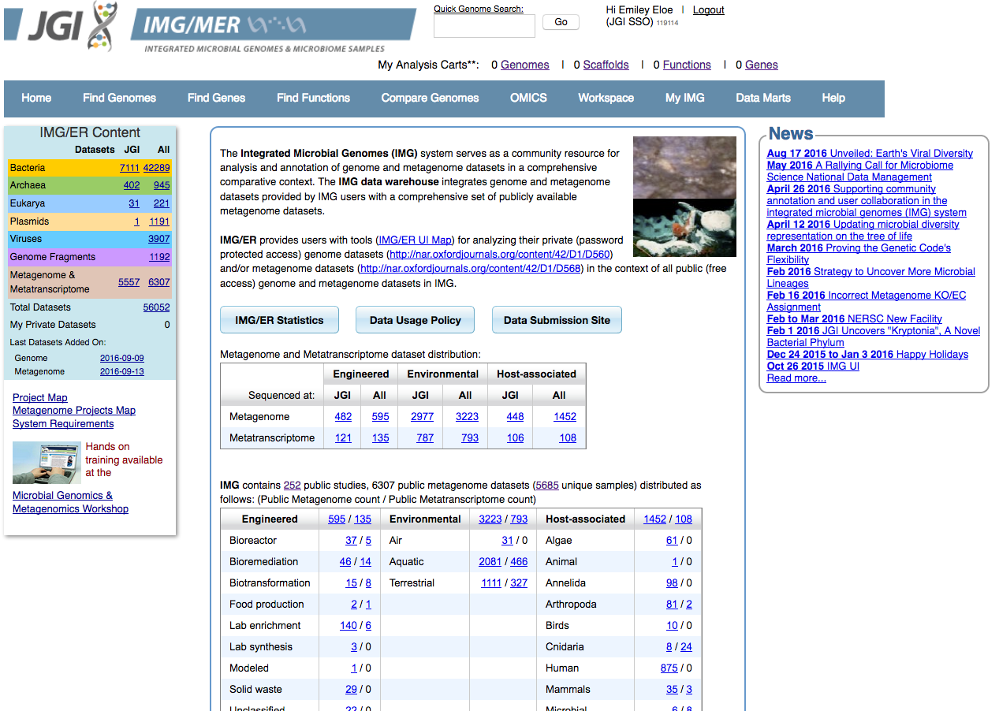 JGI
IMG/MER
INTEGRATED MICROBIAL GENOMES & MICROBIOME SAMPLES
Quick Genome Search:
Go
Hi Emiley Eloe | Logout
(JGI SSO) 119114
My Analysis Carts**: 0 Genomes | 0 Scaffolds | 0 Functions | 0 Genes
Home Find Genomes Find Genes Find Functions Compare Genomes OMICS Workspace My IMG Data Marts Help
IMG/ER Content
Datasets JGI All
Bacteria 7111 42289
Archaea 402 945
Eukarya 31 221
Plasmids 1 1191
Viruses 3907
Genome Fragments 1192
Metagenome &
Metatranscriptome 5557 6307
Total Datasets 56052
My Private Datasets 0
Last Datasets Added On:
Genome 2016-09-09
Metagenome 2016-09-13
Project Map
Metagenome Projects Map
System Requirements
Hands on
training available
at the
Microbial Genomics &
Metagenomics Workshop
The Integrated Microbial Genomes (IMG) system serves as a community resource for
analysis and annotation of genome and metagenome datasets in a comprehensive
comparative context. The IMG data warehouse integrates genome and metagenome
datasets provided by IMG users with a comprehensive set of publicly available
metagenome datasets.
IMG/ER provides users with tools (IMG/ER UI Map) for analyzing their private (password
protected access) genome datasets (http://nar.oxfordjournals.org/content/42/D1/D560)
and/or metagenome datasets (http://nar.oxfordjournals.org/content/42/D1/D568) in the context of all public (free
access) genome and metagenome datasets in IMG.
IMG/ER Statistics Data Usage Policy Data Submission Site
Metagenome and Metatranscriptome dataset distribution:
Engineered Environmental Host-associated
Sequenced at: JGI All JGI All JGI All
Metagenome 482 595 2977 3223 448 1452
Metatranscriptome 121 135 787 793 106 108
IMG contains 252 public studies, 6307 public metagenome datasets (5685 unique samples) distributed as
follows: (Public Metagenome count / Public Metatranscriptome count)
Engineered 595 / 135 Environmental 3223 / 793 Host-associated 1452 / 108
Bioreactor 37 / 5 Air 31 / 0 Algae 61 / 0
Bioremediation 46 / 14 Aquatic 2081 / 466 Animal 1 / 0
Biotransformation 15 / 8 Terrestrial 1111 / 327 Annelida 98 / 0
Food production 2 / 1 Arthropoda 81 / 2
Lab enrichment 140 / 6 Birds 10 / 0
Lab synthesis 3 / 0 Cnidaria 8 / 24
Modeled 1 / 0 Human 875 / 0
Solid waste 29 / 0 Mammals 35 / 3
Unclassified 22 / 0 Microbial 6 / 8
News
Aug 17 2016 Unveiled: Earth's Viral Diversity
May 2016 A Rallying Call for Microbiome
Science National Data Management
April 26 2016 Supporting community
annotation and user collaboration in the
integrated microbial genomes (IMG) system
April 12 2016 Updating microbial diversity
representation on the tree of life
March 2016 Proving the Genetic Code's
Flexibility
Feb 2016 Strategy to Uncover More Microbial
Lineages
Feb 16 2016 Incorrect Metagenome KO/EC
Assignment
Feb to Mar 2016 NERSC New Facility
Feb 1 2016 JGI Uncovers "Kryptonia", A Novel
Bacterial Phylum
Dec 24 2015 to Jan 3 2016 Happy Holidays
Oct 26 2015 IMG UI
Read more...